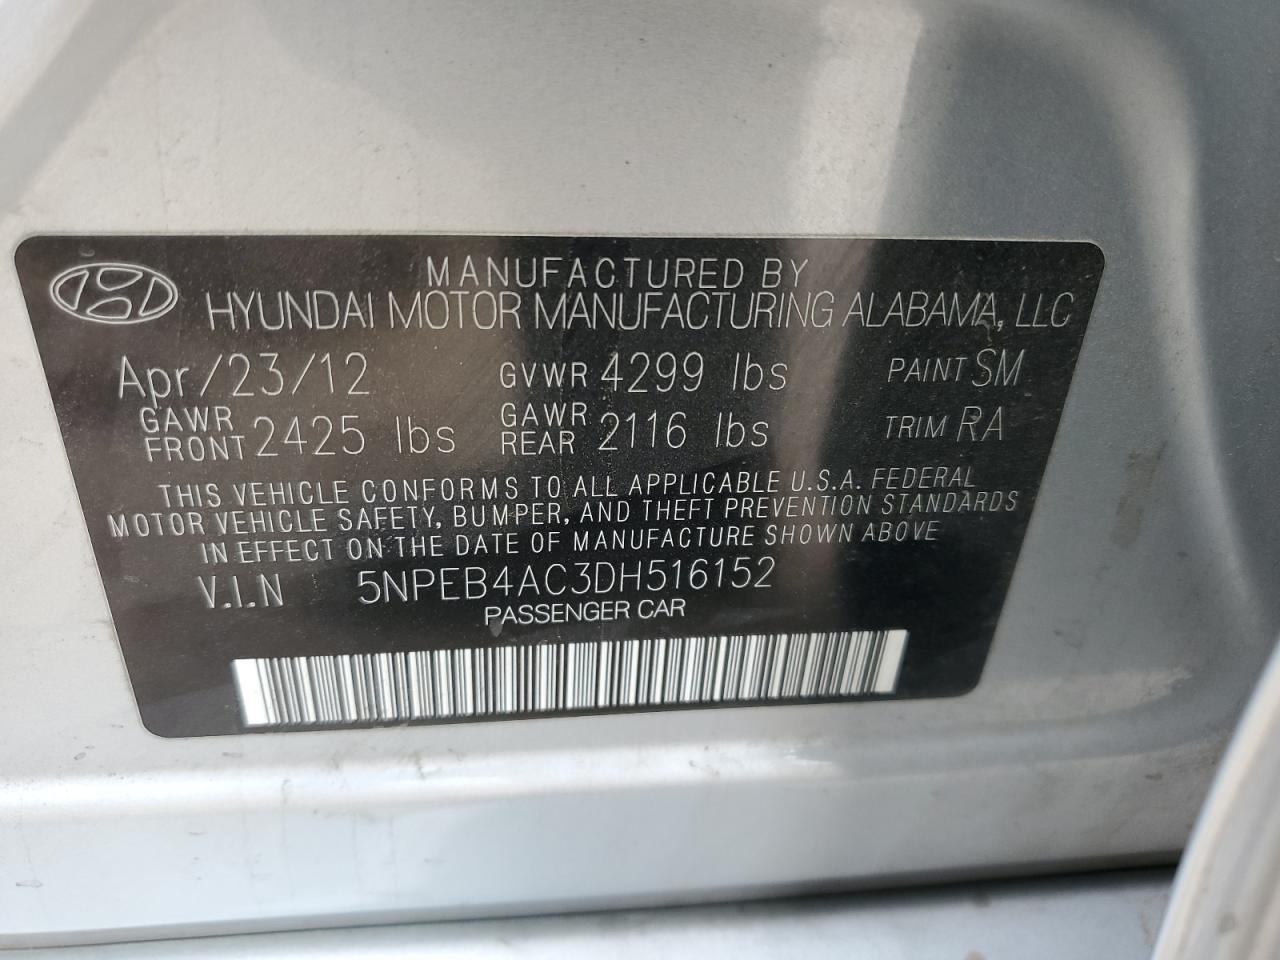 MANUFACTURED BY
HYUNDAI MOTOR MANUFACTURING ALABAMA, LLC
Apr/23/12 GVWR 4299 lbs PAINT SM
GAWR FRONT 2425 lbs GAWR REAR 2116 lbs TRIM RA
THIS VEHICLE CONFORMS TO ALL APPLICABLE U.S.A. FEDERAL
MOTOR VEHICLE SAFETY, BUMPER, AND THEFT PREVENTION STANDARDS
IN EFFECT ON THE DATE OF MANUFACTURE SHOWN ABOVE
V.I.N 5NPEB4AC3DH516152
PASSENGER CAR